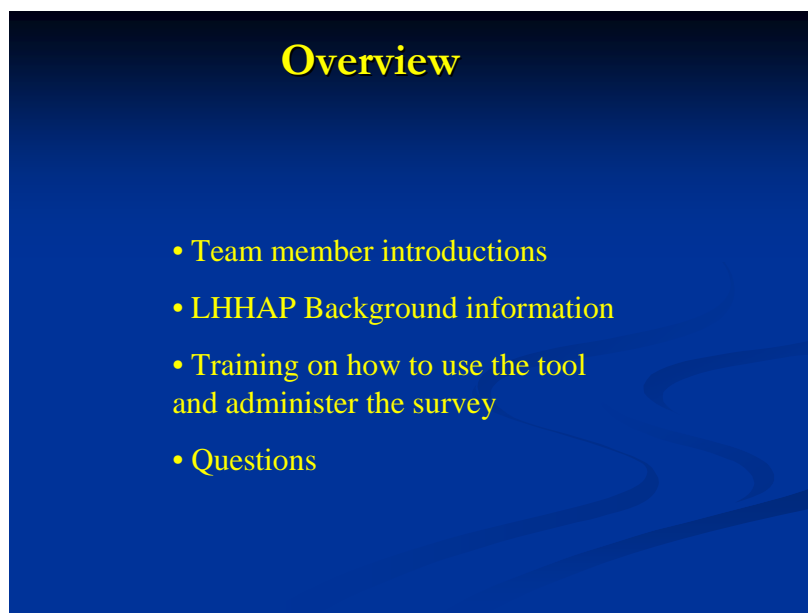 Overview
• Team member introductions
• LHHAP Background information
• Training on how to use the tool
and administer the survey
• Questions